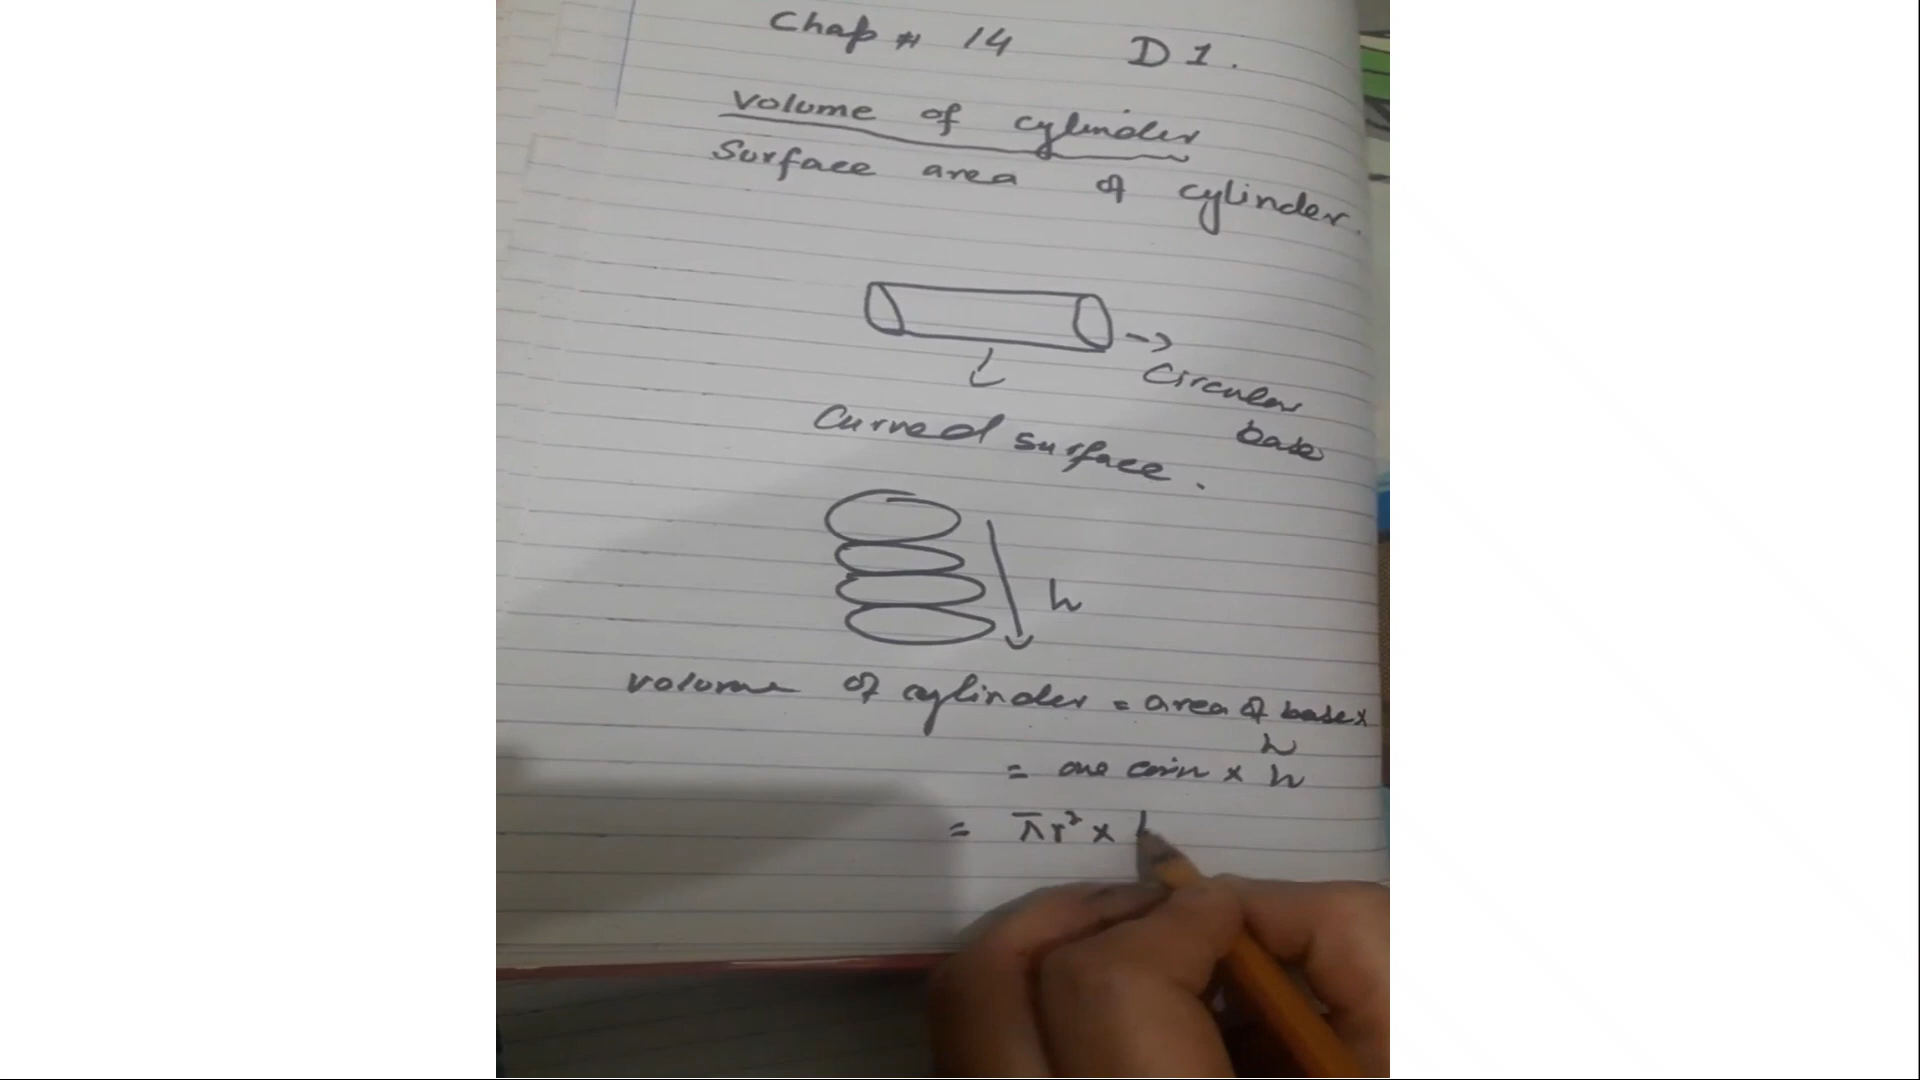 Chap # 14 D1.
Volume of cylinder
Surface area of cylinder.
Circular
base
Curved surface.
h
volume of cylinder = area of base x
h
= one coin x h
= πr² x h